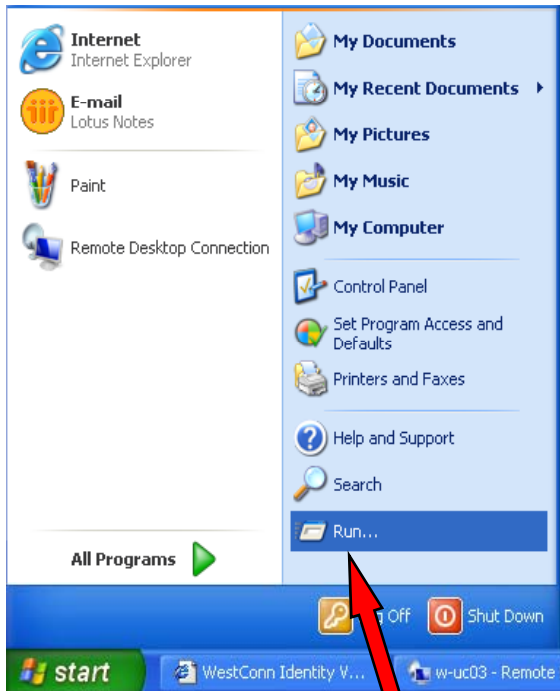 Internet
Internet Explorer
E-mail
Lotus Notes
Paint
Remote Desktop Connection
All Programs
My Documents
My Recent Documents
My Pictures
My Music
My Computer
Control Panel
Set Program Access and
Defaults
Printers and Faxes
Help and Support
Search
Run...
Off
Shut Down
start
WestConn Identity V...
w-uc03 - Remote